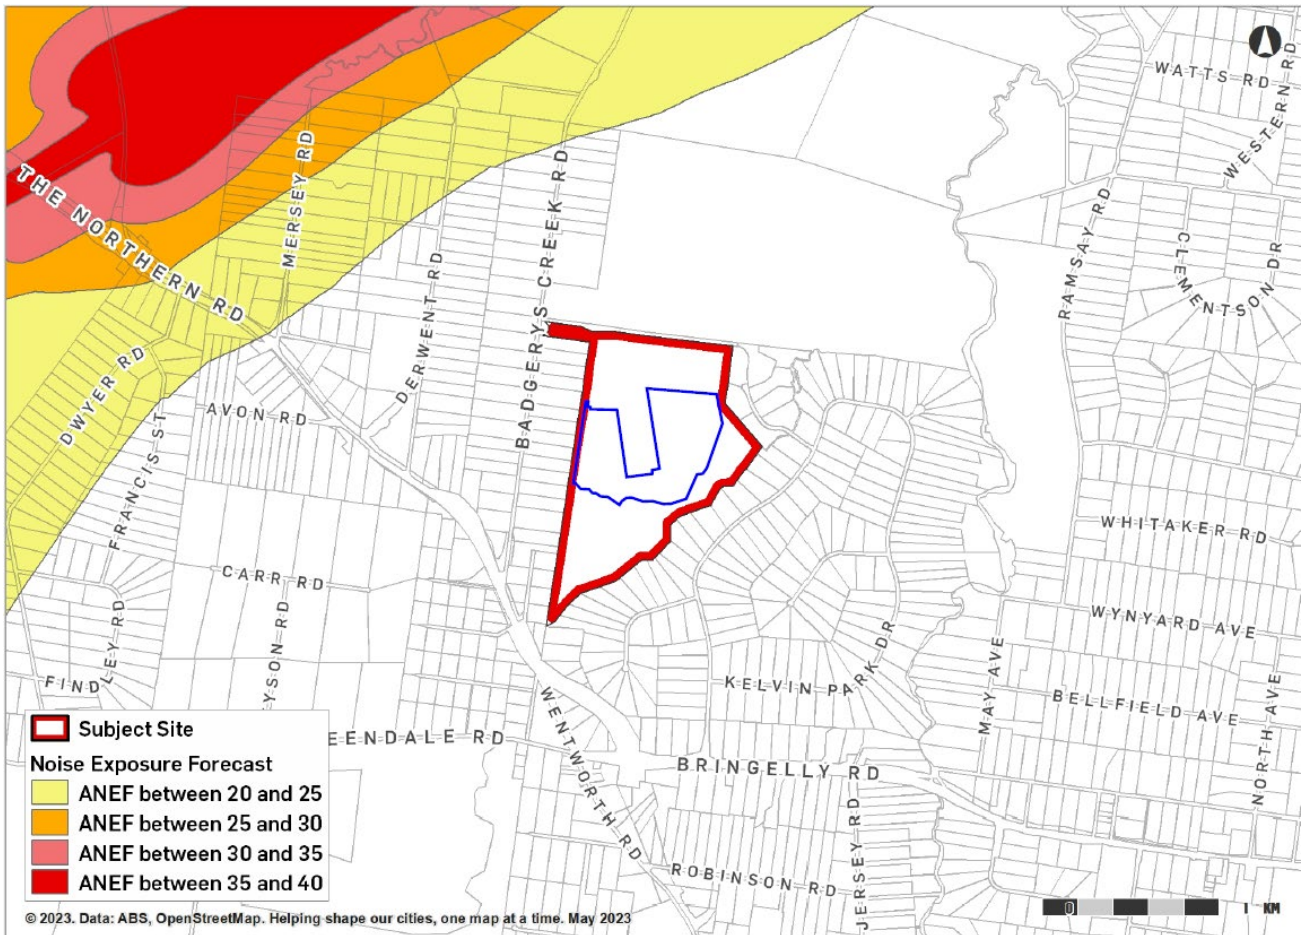 WATTS RD
WESTERN RD
MERSEY RD
THE NORTHERN RD
BADGERYS CREEK RD
RAMSAY RD
CLEMENTSON DR
DERWENT RD
DWYER RD
AVON RD
FRANCIS ST
WHITAKER RD
CARR RD
WYNYARD AVE
FINDLEY RD
YSON RD
KELVIN PARK DR
MAY AVE
BELLFIELD AVE
NORTH AVE
EENDALE RD
WENTWORTH RD
BRINGELLY RD
JERSEY RD
ROBINSON RD
Subject Site
Noise Exposure Forecast
ANEF between 20 and 25
ANEF between 25 and 30
ANEF between 30 and 35
ANEF between 35 and 40
© 2023. Data: ABS, OpenStreetMap. Helping shape our cities, one map at a time. May 2023
0 1 KM